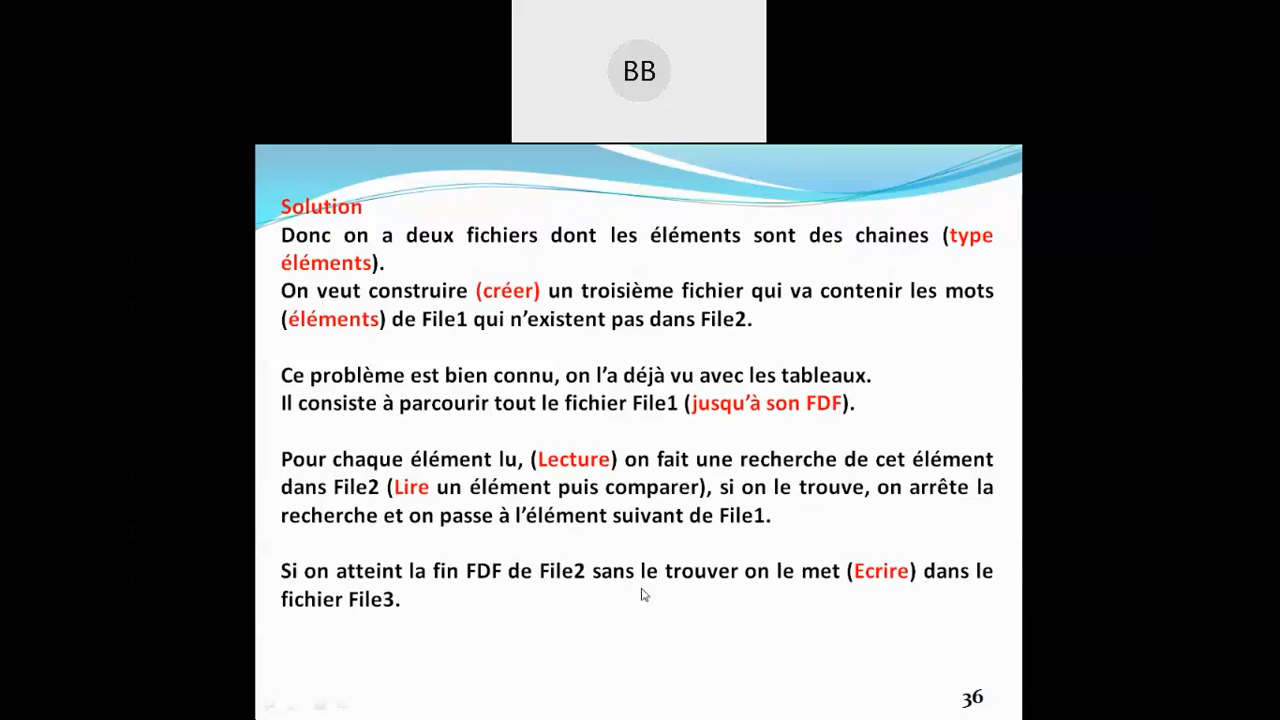 BB
Solution
Donc on a deux fichiers dont les éléments sont des chaines (type
éléments).
On veut construire (créer) un troisième fichier qui va contenir les mots
(éléments) de File1 qui n’existent pas dans File2.
Ce problème est bien connu, on l’a déjà vu avec les tableaux.
Il consiste à parcourir tout le fichier File1 (jusqu’à son FDF).
Pour chaque élément lu, (Lecture) on fait une recherche de cet élément
dans File2 (Lire un élément puis comparer), si on le trouve, on arrête la
recherche et on passe à l’élément suivant de File1.
Si on atteint la fin FDF de File2 sans le trouver on le met (Ecrire) dans le
fichier File3.
36